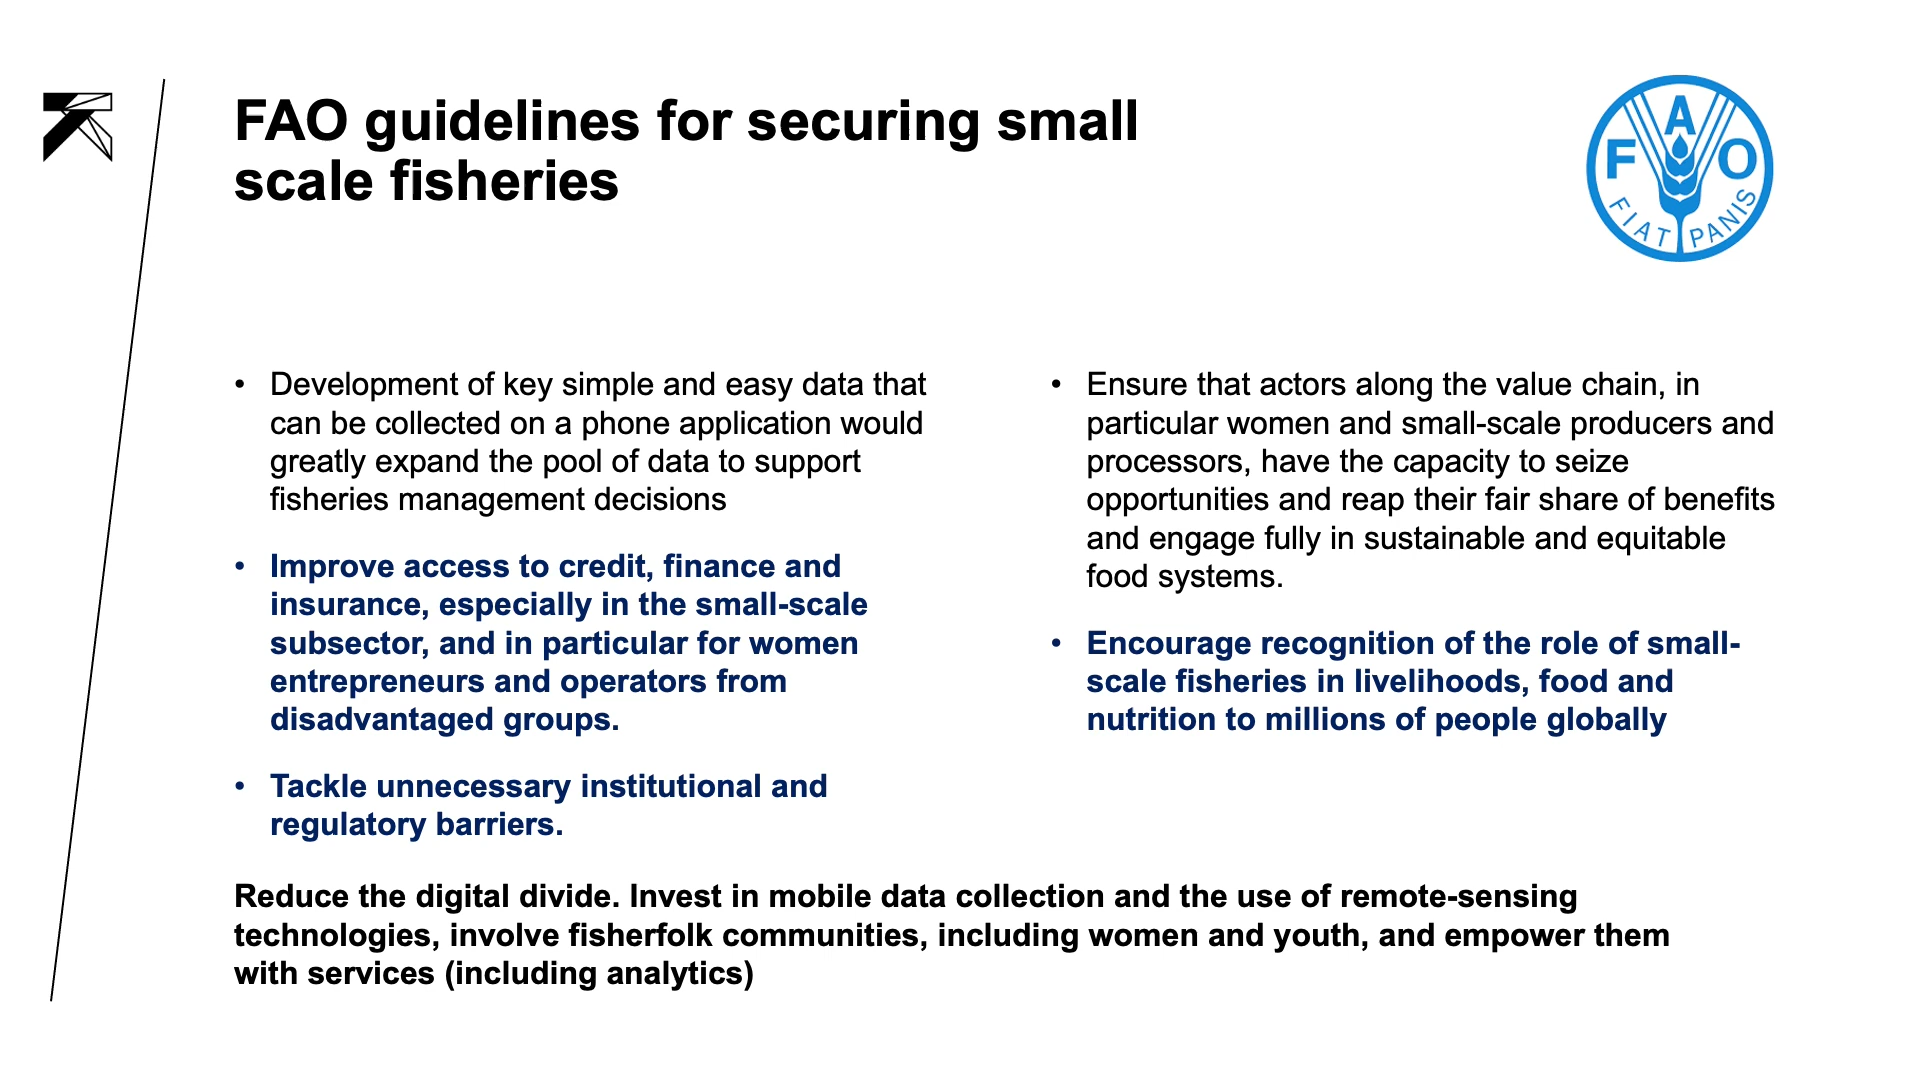 FAO guidelines for securing small
scale fisheries
F A O
FIAT PANIS
• Development of key simple and easy data that
can be collected on a phone application would
greatly expand the pool of data to support
fisheries management decisions
• Improve access to credit, finance and
insurance, especially in the small-scale
subsector, and in particular for women
entrepreneurs and operators from
disadvantaged groups.
• Tackle unnecessary institutional and
regulatory barriers.
• Ensure that actors along the value chain, in
particular women and small-scale producers and
processors, have the capacity to seize
opportunities and reap their fair share of benefits
and engage fully in sustainable and equitable
food systems.
• Encourage recognition of the role of small-
scale fisheries in livelihoods, food and
nutrition to millions of people globally
Reduce the digital divide. Invest in mobile data collection and the use of remote-sensing
technologies, involve fisherfolk communities, including women and youth, and empower them
with services (including analytics)